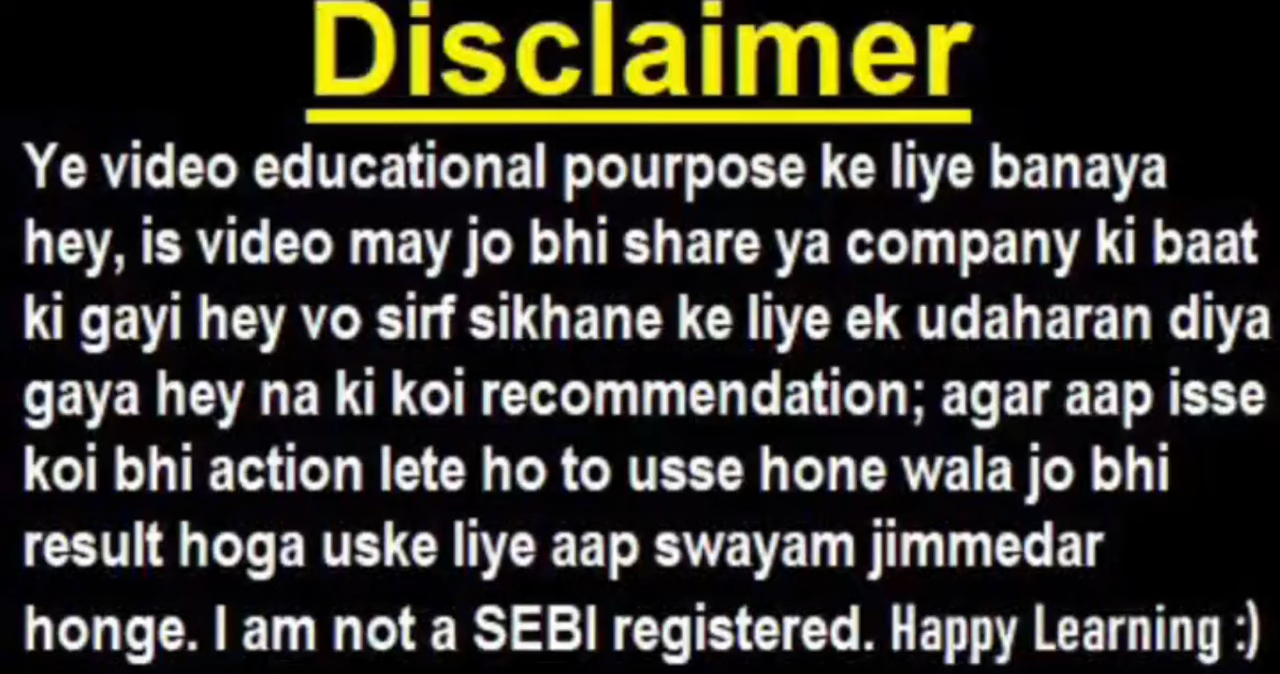 Disclaimer
Ye video educational pourpose ke liye banaya
hey, is video may jo bhi share ya company ki baat
ki gayi hey vo sirf sikhane ke liye ek udaharan diya
gaya hey na ki koi recommendation; agar aap isse
koi bhi action lete ho to usse hone wala jo bhi
result hoga uske liye aap swayam jimmedar
honge. I am not a SEBI registered. Happy Learning :)